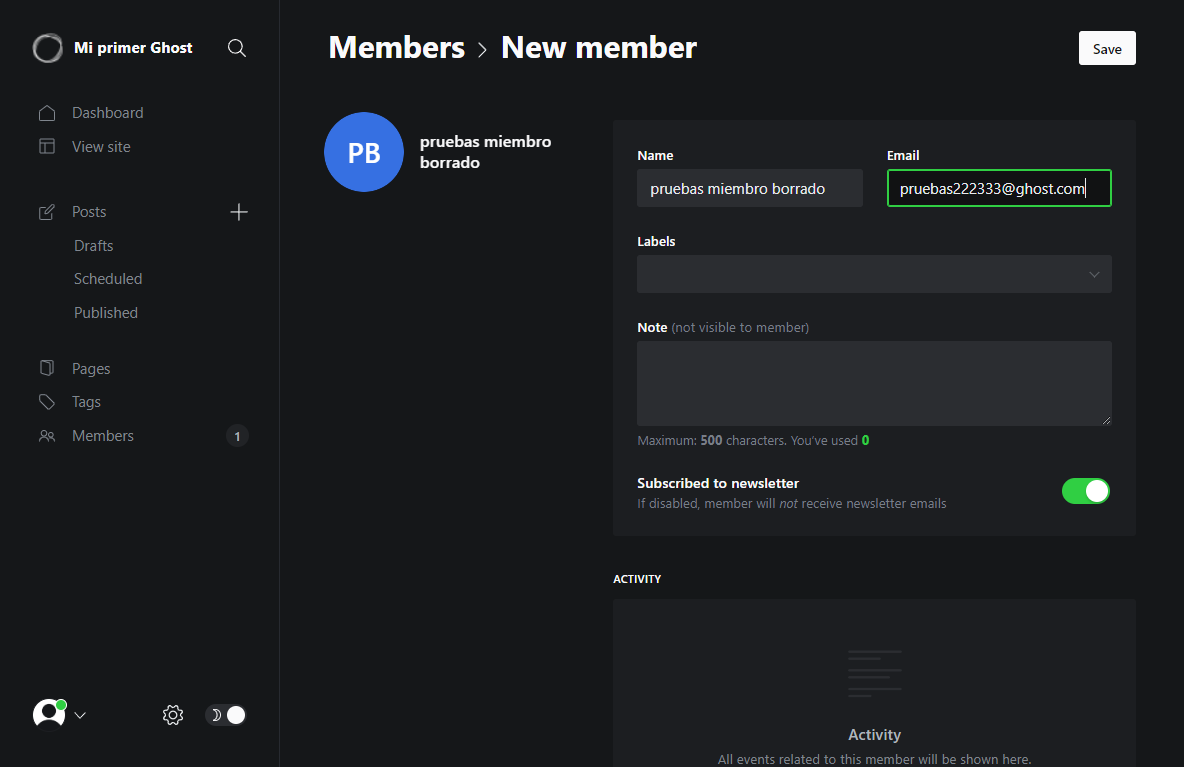 Mi primer Ghost
Dashboard
View site
Posts
Drafts
Scheduled
Published
Pages
Tags
Members
1
Members > New member
Save
PB
pruebas miembro
borrado
Name
pruebas miembro borrado
Email
pruebas222333@ghost.com
Labels
Note (not visible to member)
Maximum: 500 characters. You've used 0
Subscribed to newsletter
If disabled, member will not receive newsletter emails
ACTIVITY
Activity
All events related to this member will be shown here.